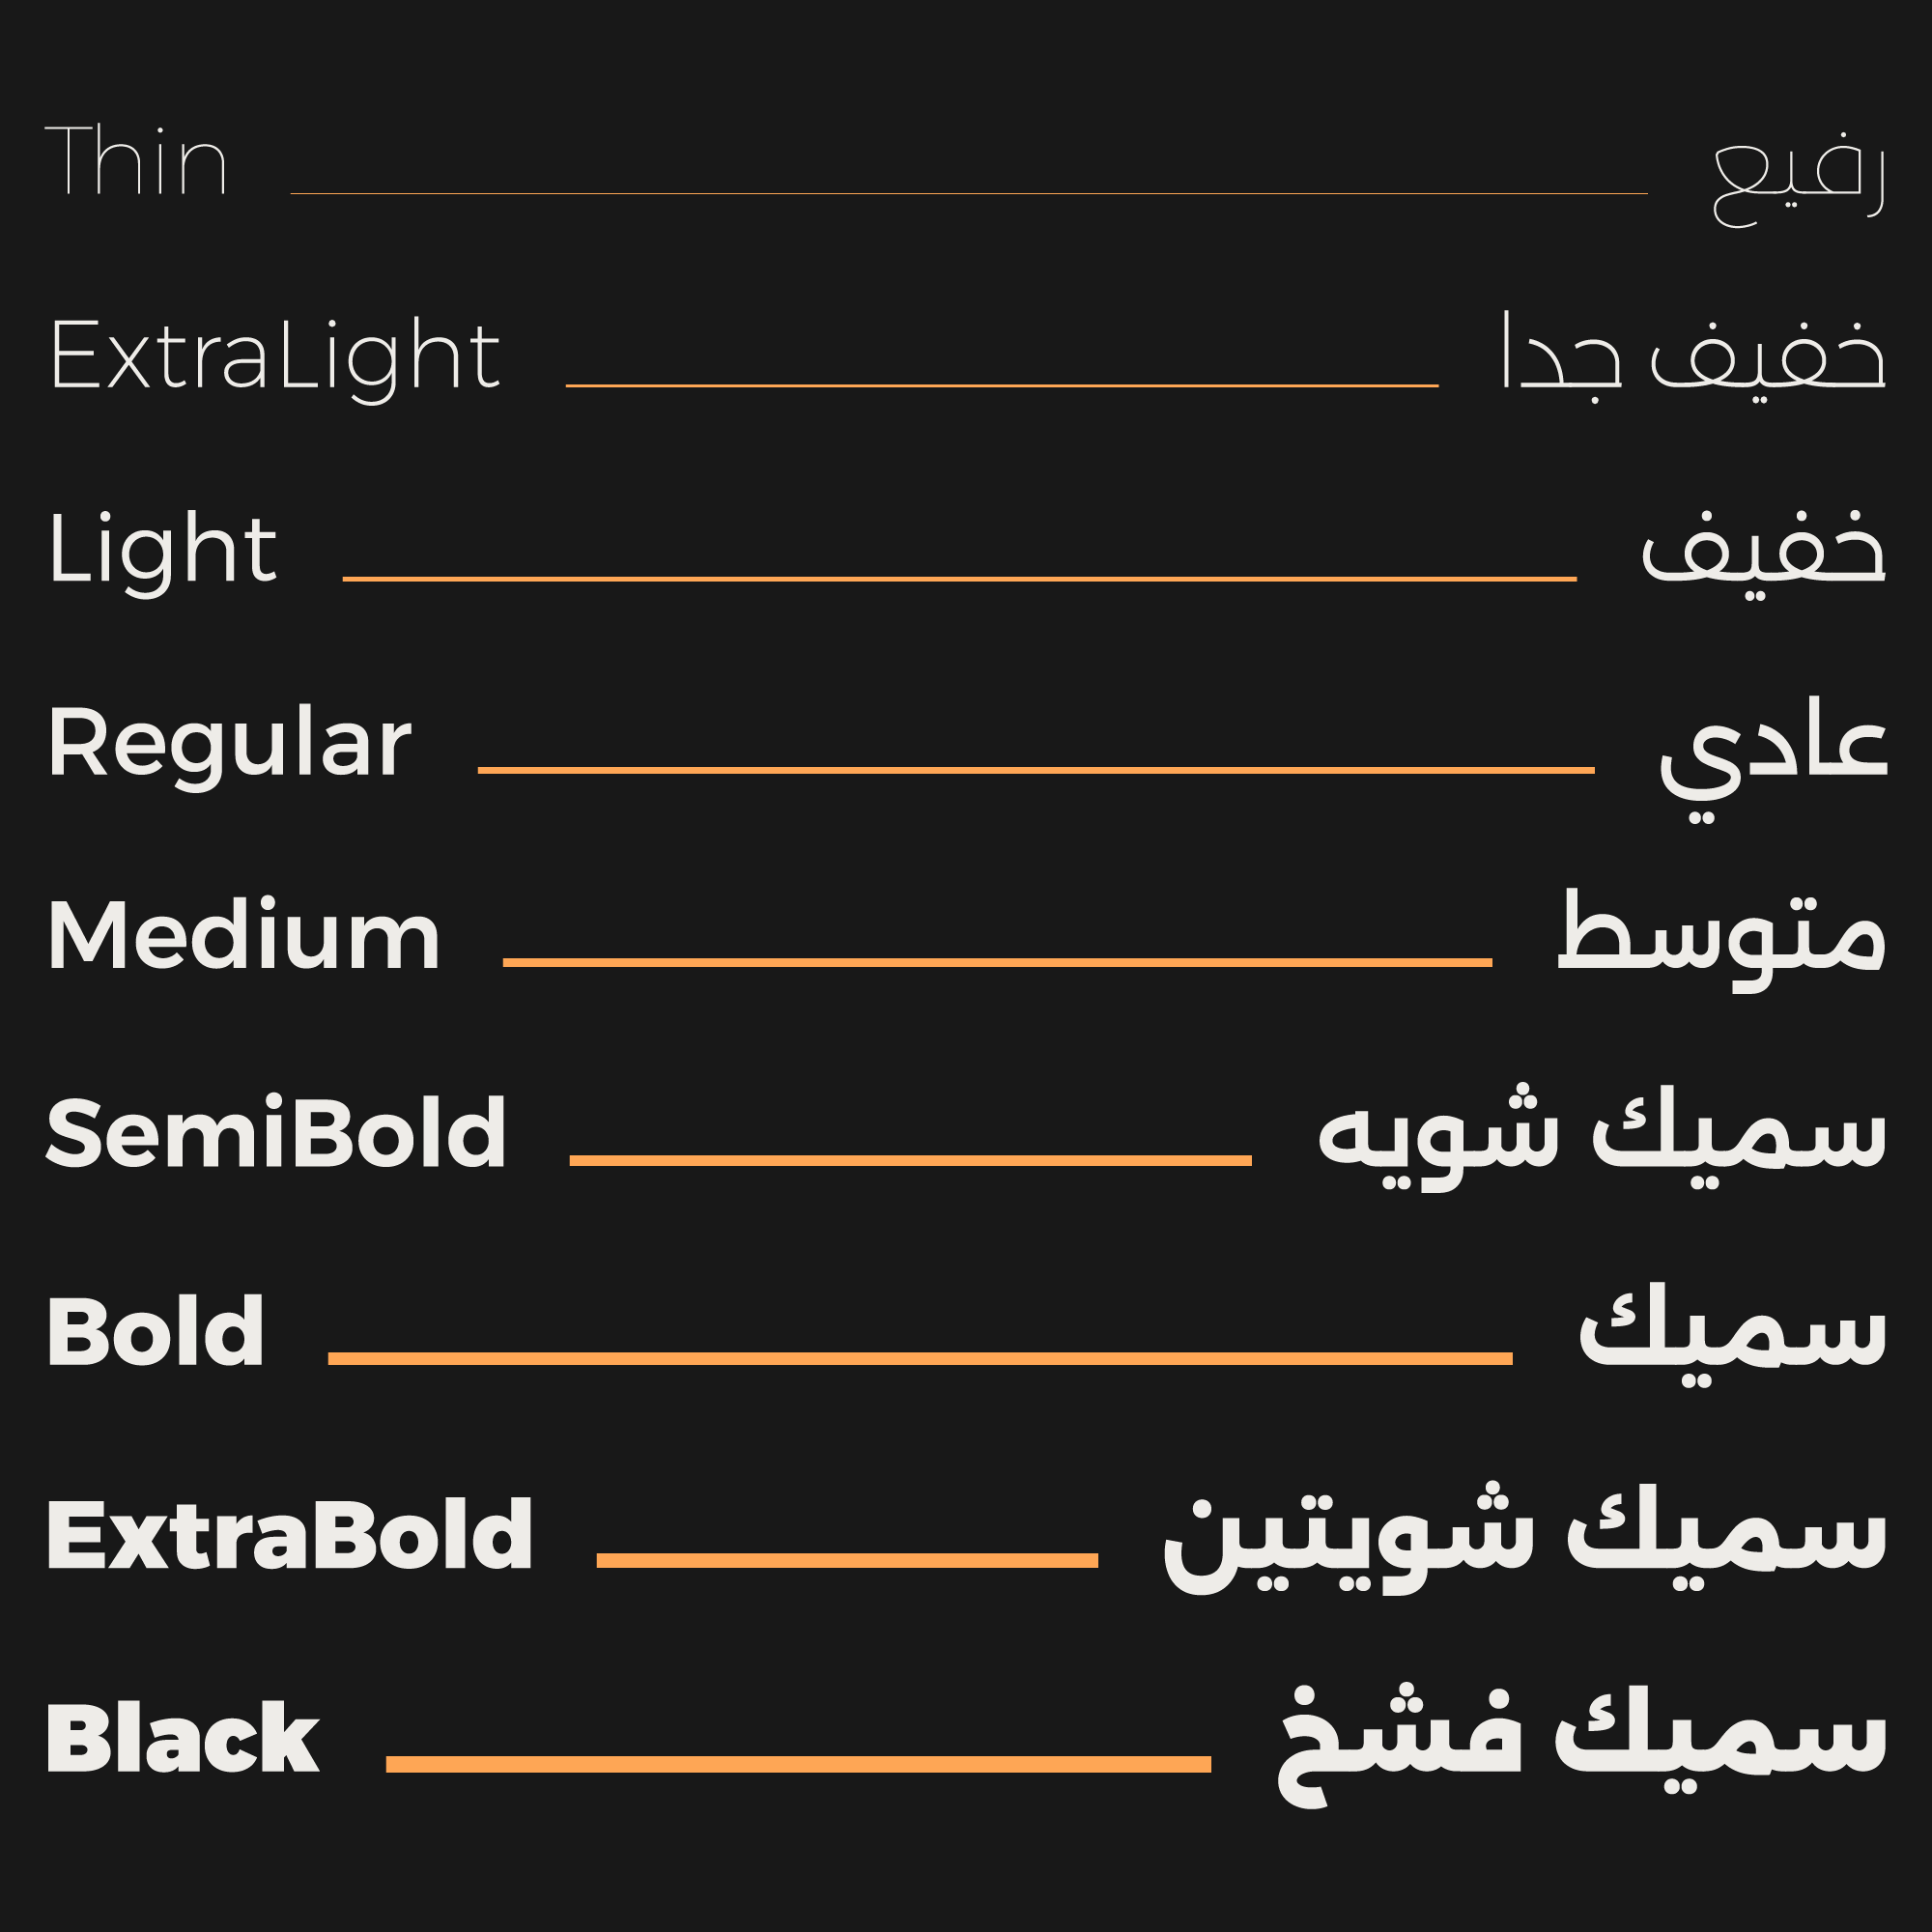 Thin رفيع
ExtraLight خفيف جدا
Light خفيف
Regular عادي
Medium متوسط
SemiBold سميك شويه
Bold سميك
ExtraBold سميك شويتين
Black سميك فشخ